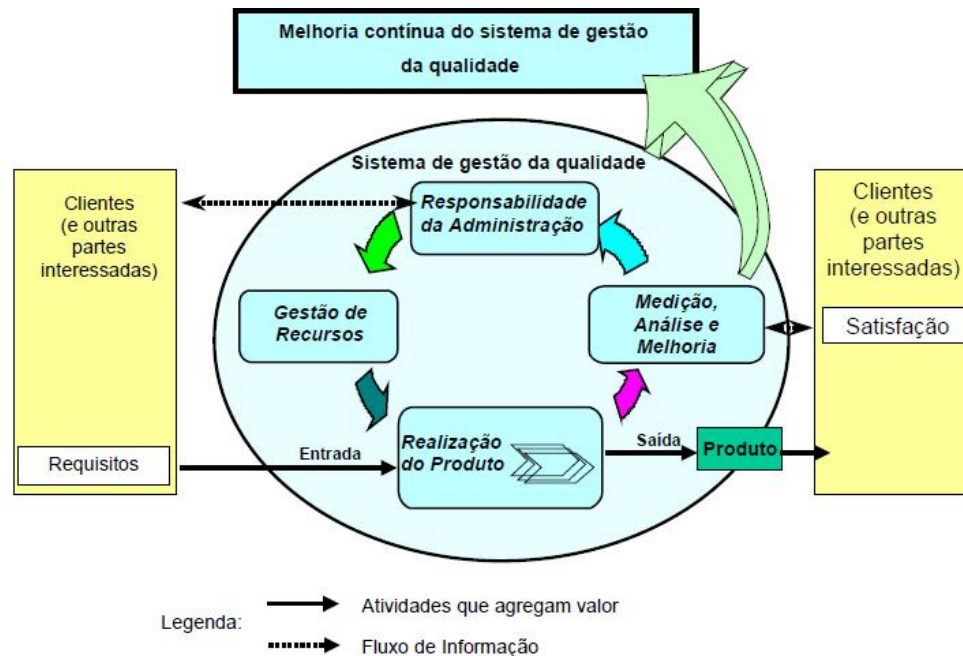 Melhoria contínua do sistema de gestão
da qualidade
Sistema de gestão da qualidade
Clientes
(e outras
partes
interessadas)
Responsabilidade
da Administração
Clientes
(e outras
partes
interessadas)
Gestão de
Recursos
Medição,
Análise e
Melhoria
Satisfação
Requisitos
Entrada
Realização
do Produto
Saída
Produto
Legenda:
Atividades que agregam valor
Fluxo de Informação